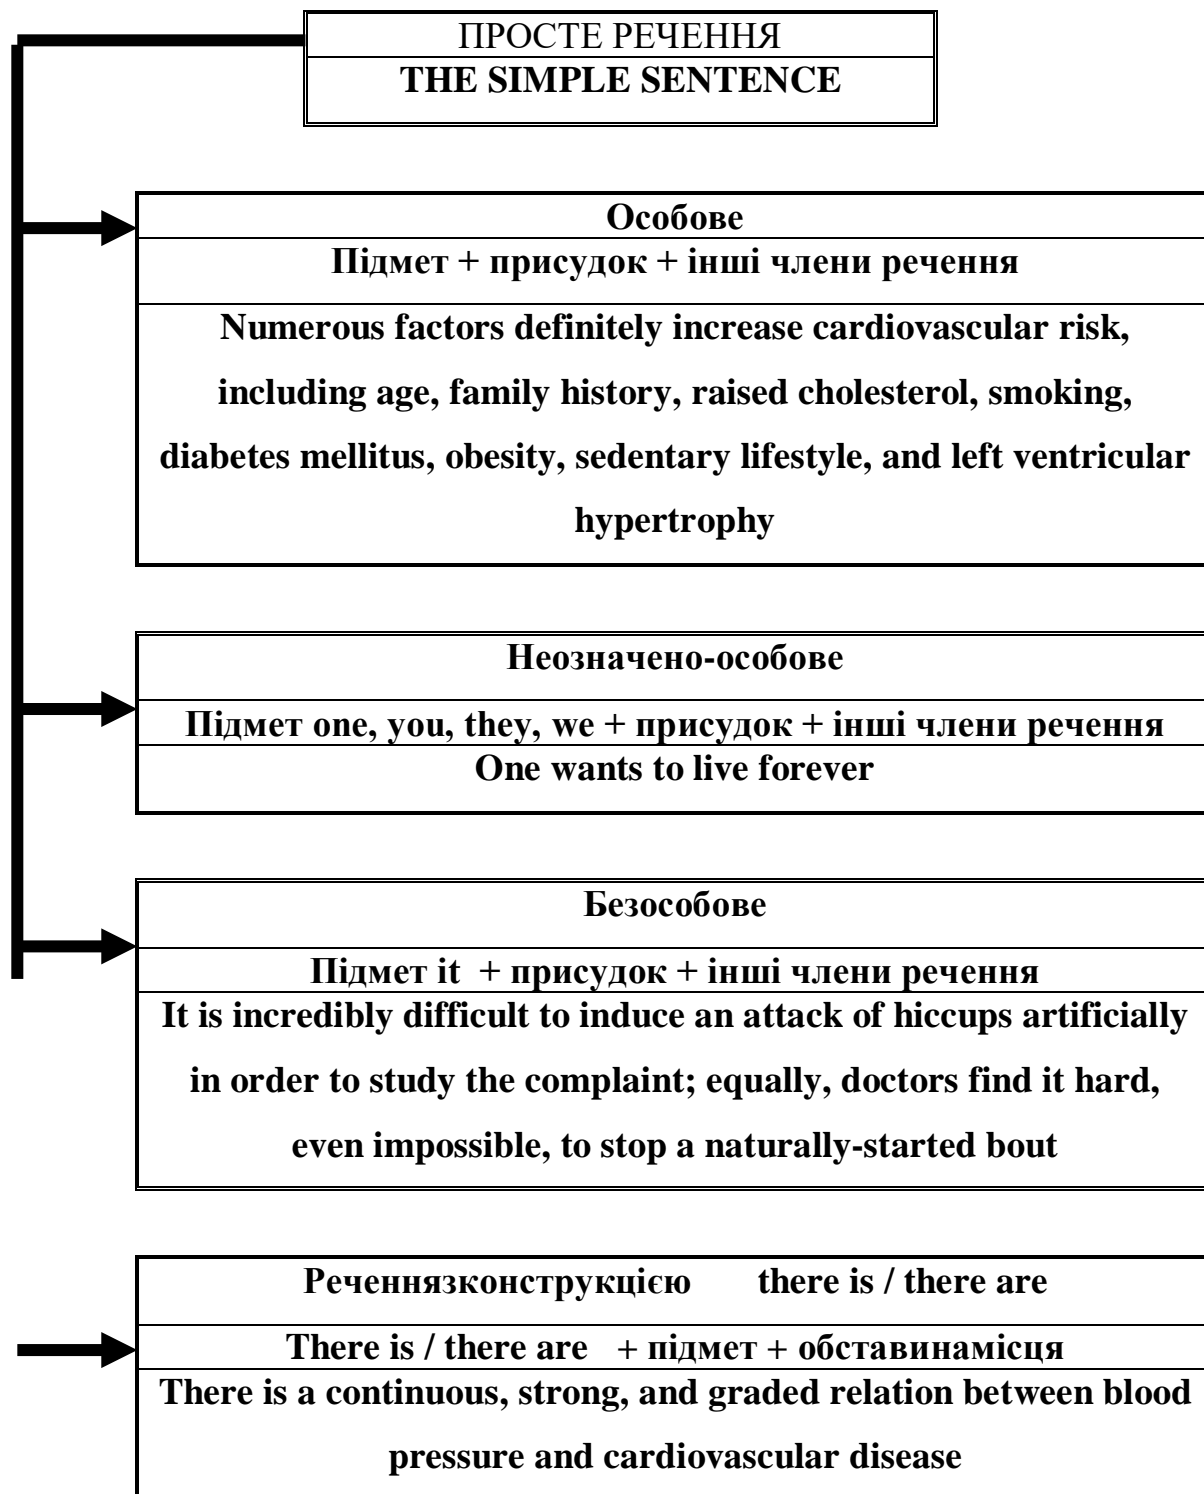 ПРОСТЕ РЕЧЕННЯ
THE SIMPLE SENTENCE
Особове
Підмет + присудок + інші члени речення
Numerous factors definitely increase cardiovascular risk,
including age, family history, raised cholesterol, smoking,
diabetes mellitus, obesity, sedentary lifestyle, and left ventricular
hypertrophy
Неозначено-особове
Підмет one, you, they, we + присудок + інші члени речення
One wants to live forever
Безособове
Підмет it + присудок + інші члени речення
It is incredibly difficult to induce an attack of hiccups artificially
in order to study the complaint; equally, doctors find it hard,
even impossible, to stop a naturally-started bout
Реченнязконструкцією there is / there are
There is / there are + підмет + обставинамісця
There is a continuous, strong, and graded relation between blood
pressure and cardiovascular disease